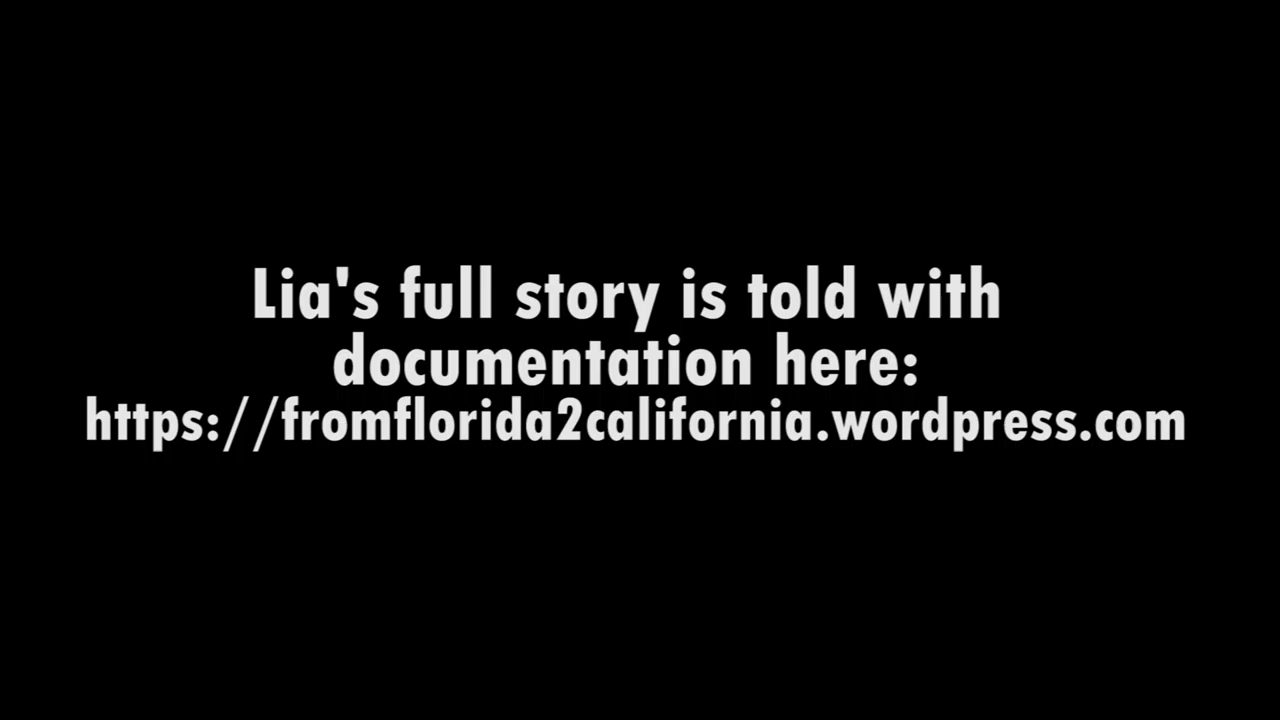 Lia's full story is told with
documentation here:
https://fromflorida2california.wordpress.com